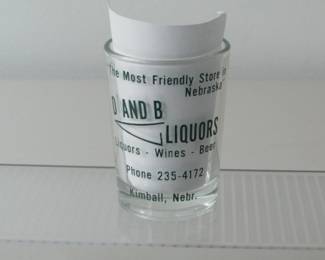 "The Most Friendly Store in
Nebraska"
D AND B
LIQUORS
Liquors - Wines - Beer
Phone 235-4172
Kimball, Nebr.